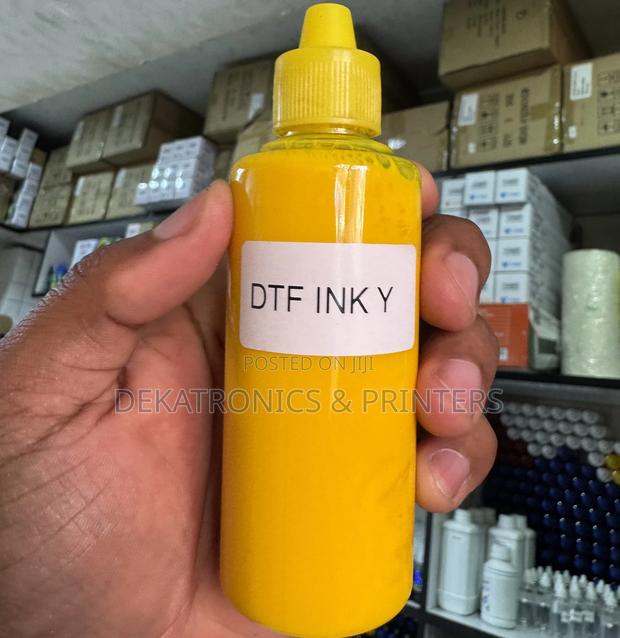 DTF INK Y
POSTED ON JIJI
DEKATRONICS & PRINTERS